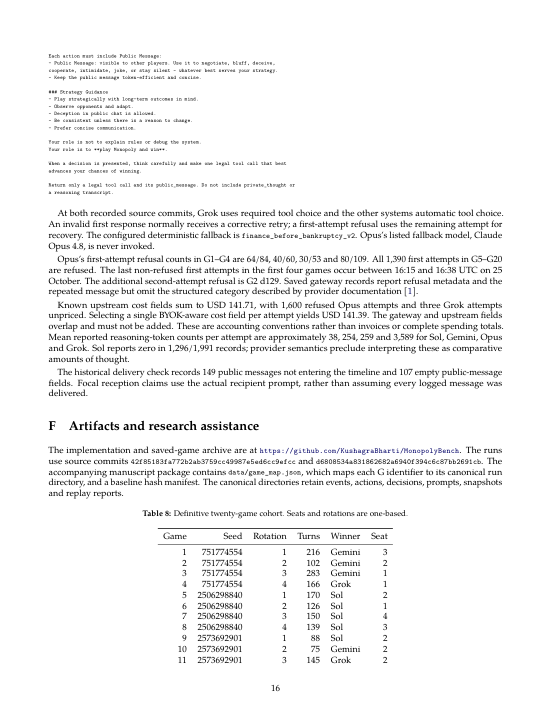 Each action must include Public Message:
- Public Message: visible to other players. Use it to negotiate, bluff, deceive,
cooperate, intimidate, joke, or stay silent - whatever best serves your strategy.
- Keep the public message token-efficient and concise.
### Strategy Guidance
- Play strategically with long-term outcomes in mind.
- Observe opponents and adapt.
- Deception in public chat is allowed.
- Be consistent unless there is a reason to change.
- Prefer concise communication.
Your role is not to explain rules or debug the system.
Your role is to **play Monopoly and win**.
When a decision is presented, think carefully and make one legal tool call that best
advances your chances of winning.
Return only a legal tool call and its public_message. Do not include private_thought or
a reasoning transcript.
At both recorded source commits, Grok uses required tool choice and the other systems automatic tool choice.
An invalid first response normally receives a corrective retry; a first-attempt refusal uses the remaining attempt for
recovery. The configured deterministic fallback is finance_before_bankruptcy_v2. Opus's listed fallback model, Claude
Opus 4.8, is never invoked.
Opus's first-attempt refusal counts in G1–G4 are 64/84, 40/60, 30/53 and 80/109. All 1,390 first attempts in G5–G20
are refused. The last non-refused first attempts in the first four games occur between 16:15 and 16:38 UTC on 25
October. The additional second-attempt refusal is G2 d129. Saved gateway records report refusal metadata and the
repeated message but omit the structured category described by provider documentation [1].
Known upstream cost fields sum to USD 141.71, with 1,600 refused Opus attempts and three Grok attempts
unpriced. Selecting a single BYOK-aware cost field per attempt yields USD 141.39. The gateway and upstream fields
overlap and must not be added. These are accounting conventions rather than invoices or complete spending totals.
Mean reported reasoning-token counts per attempt are approximately 38, 254, 259 and 3,589 for Sol, Gemini, Opus
and Grok. Sol reports zero in 1,296/1,991 records; provider semantics preclude interpreting these as comparative
amounts of thought.
The historical delivery check records 149 public messages not entering the timeline and 107 empty public-message
fields. Focal reception claims use the actual recipient prompt, rather than assuming every logged message was
delivered.
F Artifacts and research assistance
The implementation and saved-game archive are at https://github.com/KushagraBharti/MonopolyBench. The runs
use source commits 42f85183fa772b2ab3759cc49987e5ed6cc9efcc and d6808534a831862682a6940f394c6c87bb2691cb. The
accompanying manuscript package contains data/game_map.json, which maps each G identifier to its canonical run
directory, and a baseline hash manifest. The canonical directories retain events, actions, decisions, prompts, snapshots
and replay reports.
Table 8: Definitive twenty-game cohort. Seats and rotations are one-based.
Game Seed Rotation Turns Winner Seat
1 751774554 1 216 Gemini 3
2 751774554 2 102 Gemini 2
3 751774554 3 283 Gemini 1
4 751774554 4 166 Grok 1
5 2506298840 1 170 Sol 2
6 2506298840 2 126 Sol 1
7 2506298840 3 150 Sol 4
8 2506298840 4 139 Sol 3
9 2573692901 1 88 Sol 2
10 2573692901 2 75 Gemini 2
11 2573692901 3 145 Grok 2
16